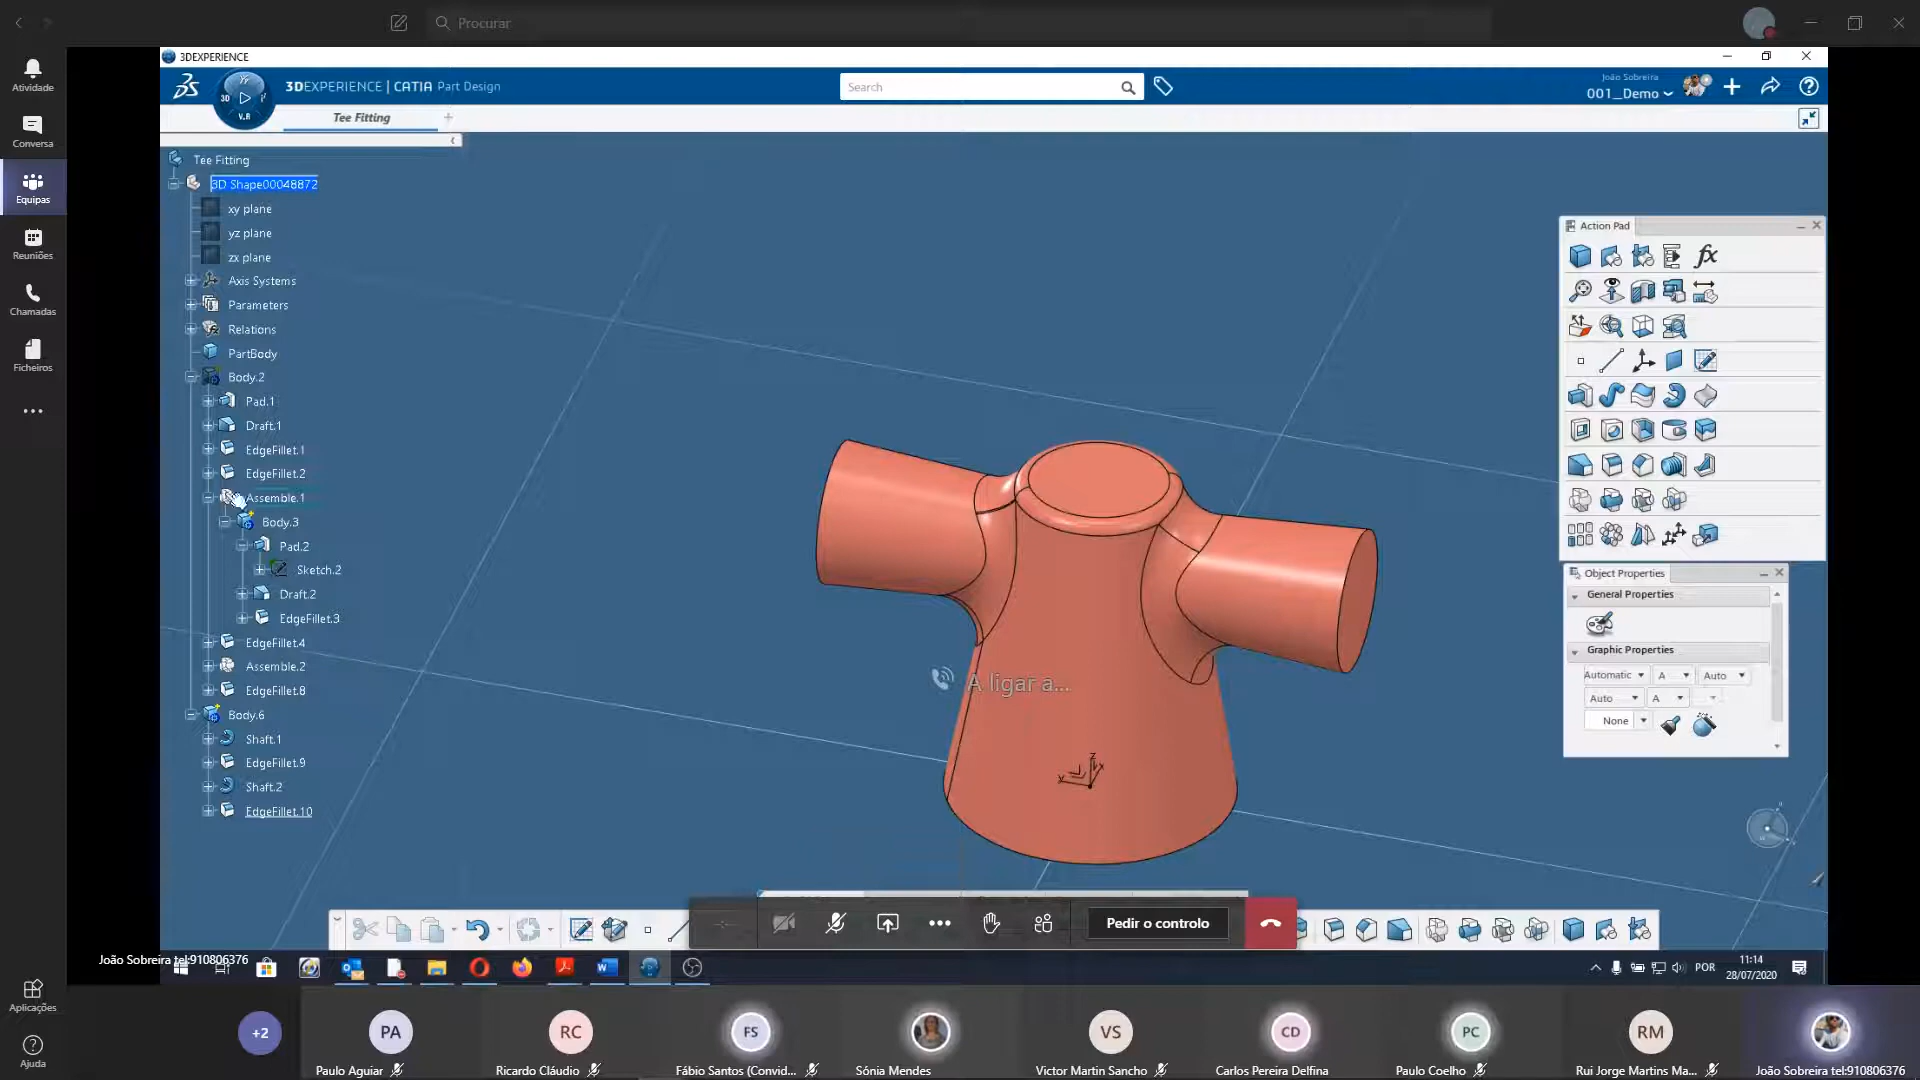 Procurar
3DEXPERIENCE
3DEXPERIENCE | CATIA Part Design
Search
João Sobreira
001_Demo
3D
V.R
Tee Fitting
Tee Fitting
3D Shape00048872
xy plane
yz plane
zx plane
Axis Systems
Parameters
Relations
PartBody
Body.2
Pad.1
Draft.1
EdgeFillet.1
EdgeFillet.2
Assemble.1
Body.3
Pad.2
Sketch.2
Draft.2
EdgeFillet.3
EdgeFillet.4
Assemble.2
EdgeFillet.8
Body.6
Shaft.1
EdgeFillet.9
Shaft.2
EdgeFillet.10
Atividade
Conversa
Equipas
Reuniões
Chamadas
Ficheiros
Aplicações
Ajuda
Action Pad
fx
Object Properties
General Properties
Graphic Properties
Automatic
A
Auto
Auto
A
None
A ligar a...
z
Pedir o controlo
João Sobreira tel:910806376
POR
11:14
28/07/2020
+2
PA
RC
FS
VS
CD
PC
RM
Paulo Aguiar
Ricardo Cláudio
Fábio Santos (Convid...
Sónia Mendes
Victor Martin Sancho
Carlos Pereira Delfina
Paulo Coelho
Rui Jorge Martins Ma...
João Sobreira tel:910806376